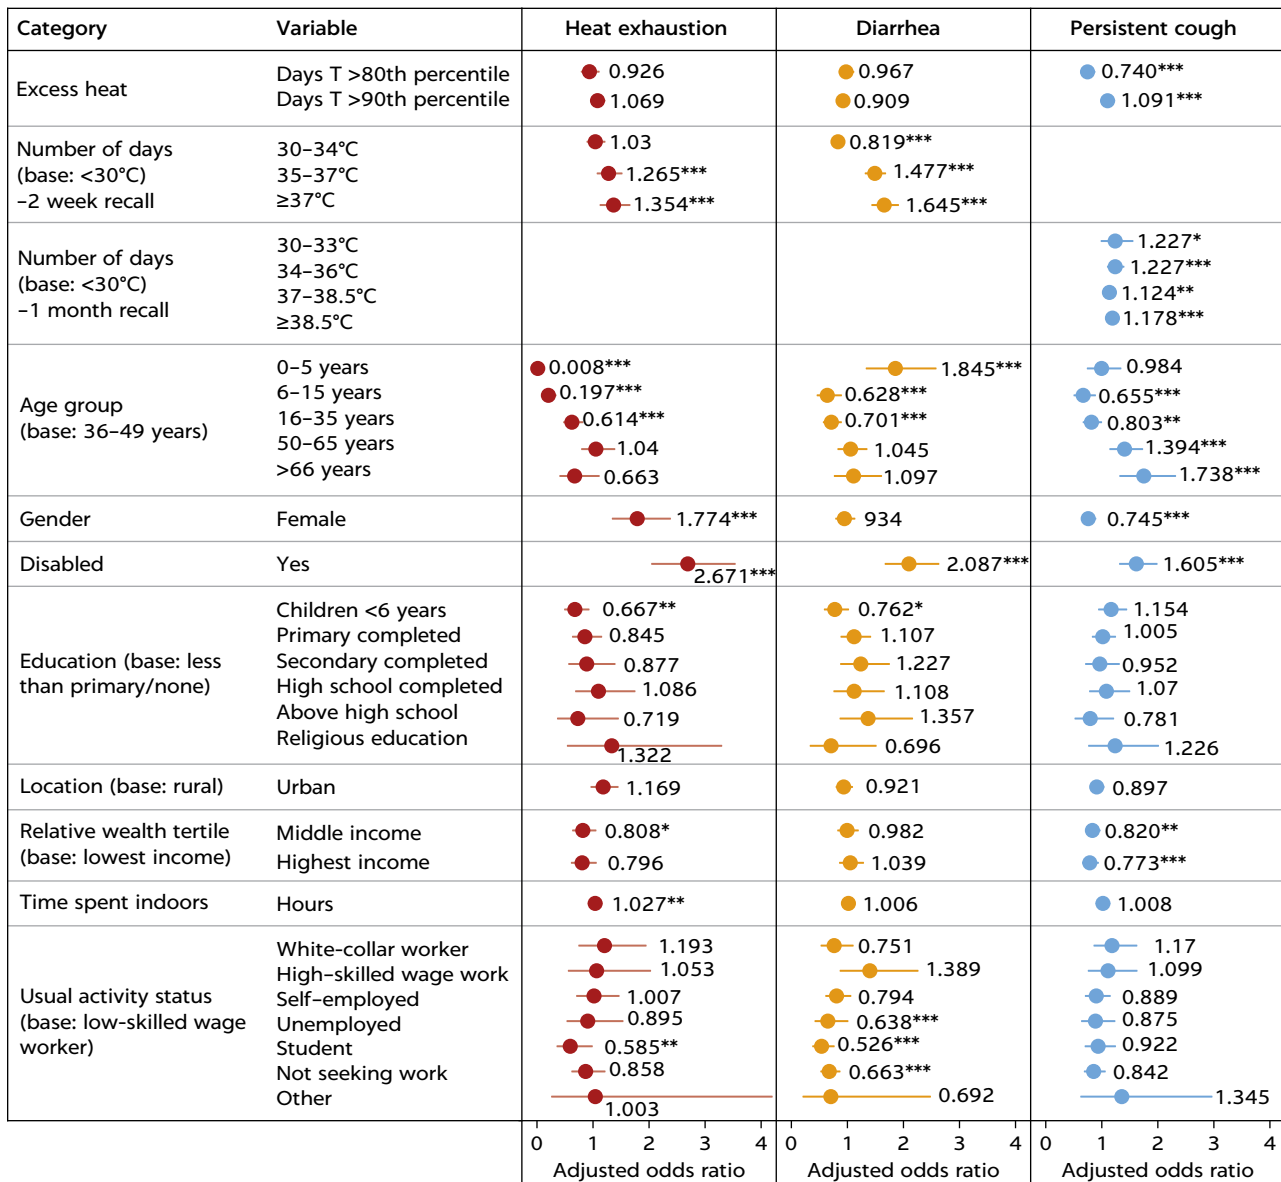 Category Variable Heat exhaustion Diarrhea Persistent cough
Excess heat
Days T >80th percentile 0.926 0.967 0.740***
Days T >90th percentile 1.069 0.909 1.091***
Number of days
(base: <30°C)
–2 week recall
30–34°C 1.03 0.819***
35–37°C 1.265*** 1.477***
≥37°C 1.354*** 1.645***
Number of days
(base: <30°C)
–1 month recall
30–33°C 1.227*
34–36°C 1.227***
37–38.5°C 1.124**
≥38.5°C 1.178***
Age group
(base: 36–49 years)
0–5 years 0.008*** 1.845*** 0.984
6–15 years 0.197*** 0.628*** 0.655***
16–35 years 0.614*** 0.701*** 0.803**
50–65 years 1.04 1.045 1.394***
>66 years 0.663 1.097 1.738***
Gender Female 1.774*** 934 0.745***
Disabled Yes 2.671*** 2.087*** 1.605***
Education (base: less
than primary/none)
Children <6 years 0.667** 0.762* 1.154
Primary completed 0.845 1.107 1.005
Secondary completed 0.877 1.227 0.952
High school completed 1.086 1.108 1.07
Above high school 0.719 1.357 0.781
Religious education 1.322 0.696 1.226
Location (base: rural) Urban 1.169 0.921 0.897
Relative wealth tertile
(base: lowest income)
Middle income 0.808* 0.982 0.820**
Highest income 0.796 1.039 0.773***
Time spent indoors Hours 1.027** 1.006 1.008
Usual activity status
(base: low-skilled wage
worker)
White-collar worker 1.193 0.751 1.17
High-skilled wage work 1.053 1.389 1.099
Self-employed 1.007 0.794 0.889
Unemployed 0.895 0.638*** 0.875
Student 0.585** 0.526*** 0.922
Not seeking work 0.858 0.663*** 0.842
Other 1.003 0.692 1.345
0 1 2 3 4 0 1 2 3 4 0 1 2 3 4
Adjusted odds ratio Adjusted odds ratio Adjusted odds ratio